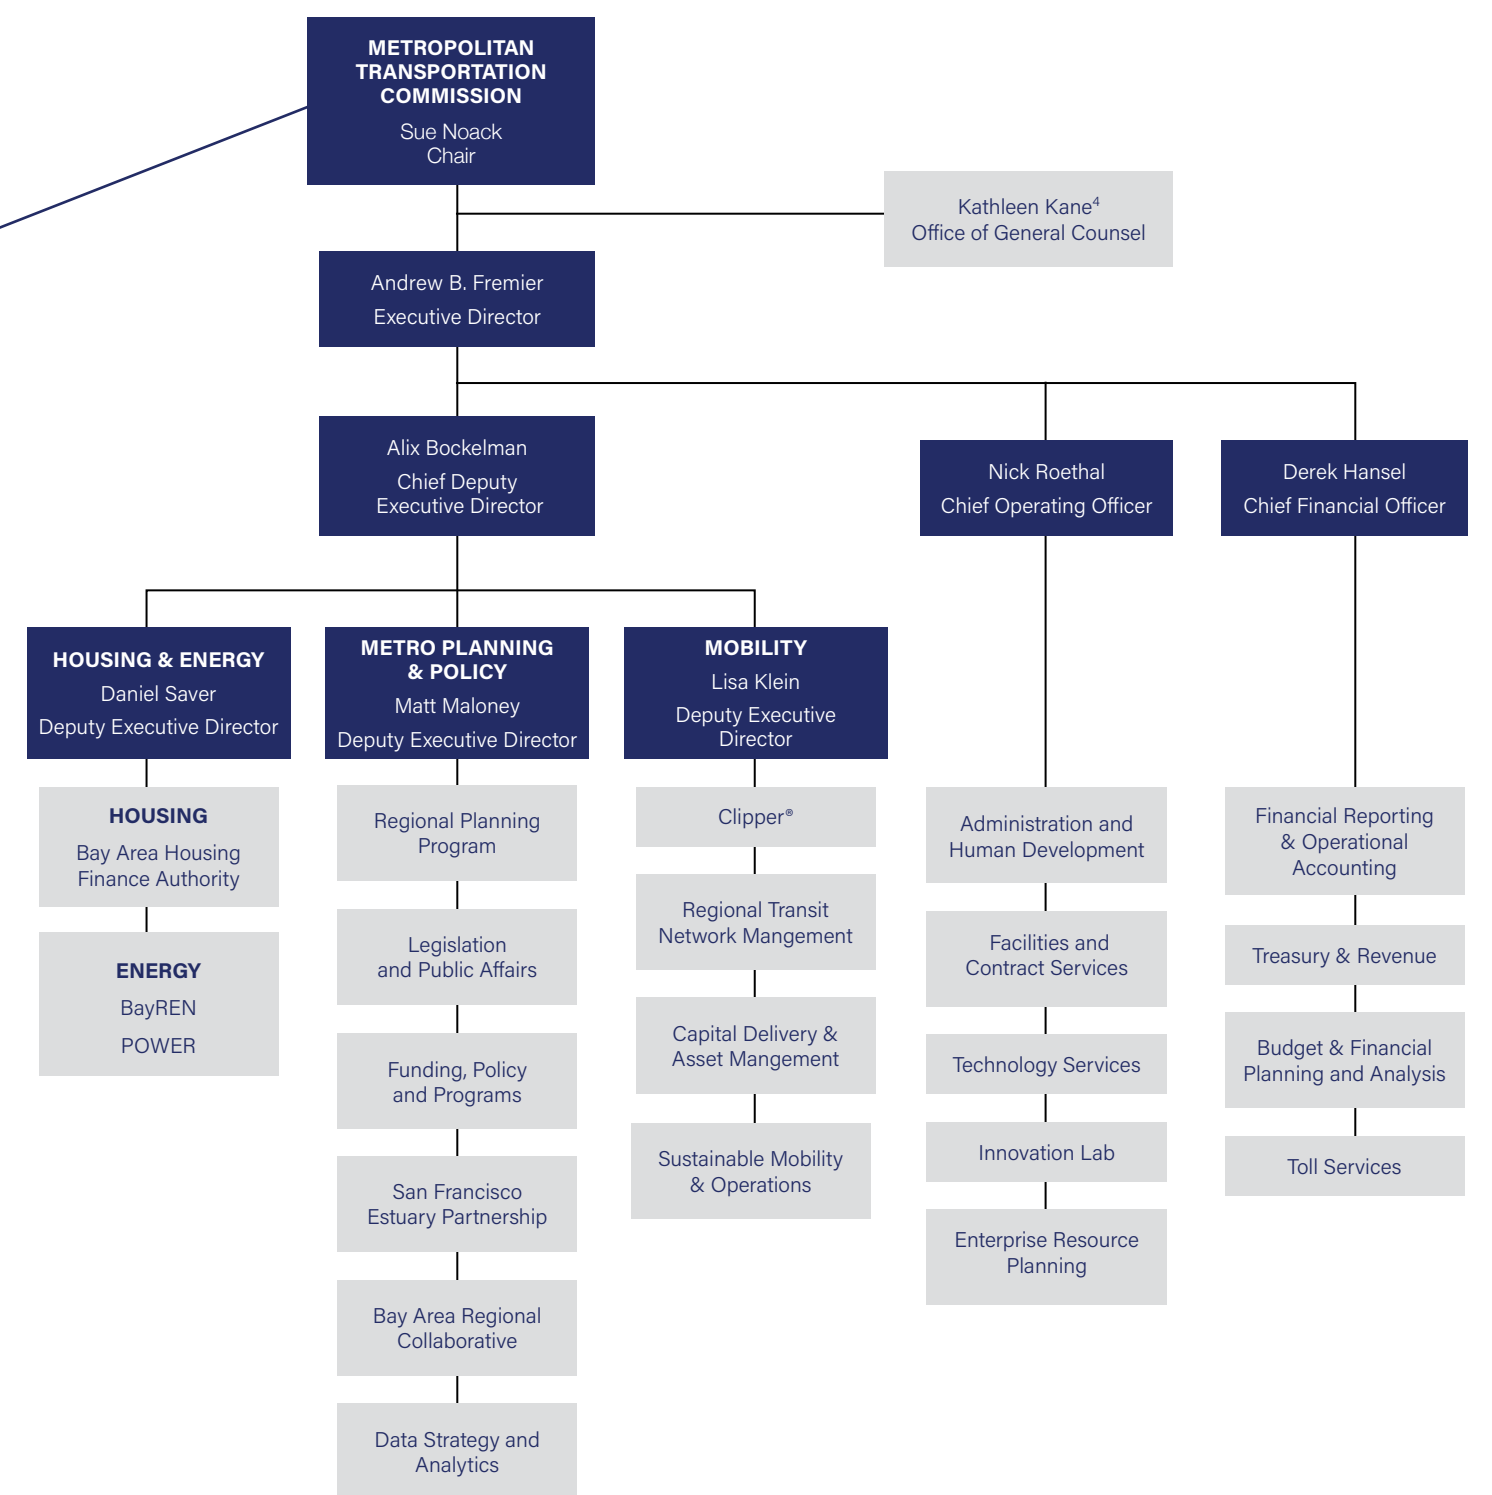 METROPOLITAN
TRANSPORTATION
COMMISSION
Sue Noack
Chair
Kathleen Kane⁴
Office of General Counsel
Andrew B. Fremier
Executive Director
Alix Bockelman
Chief Deputy
Executive Director
Nick Roethal
Chief Operating Officer
Derek Hansel
Chief Financial Officer
HOUSING & ENERGY
Daniel Saver
Deputy Executive Director
HOUSING
Bay Area Housing
Finance Authority
ENERGY
BayREN
POWER
METRO PLANNING
& POLICY
Matt Maloney
Deputy Executive Director
Regional Planning
Program
Legislation
and Public Affairs
Funding, Policy
and Programs
San Francisco
Estuary Partnership
Bay Area Regional
Collaborative
Data Strategy and
Analytics
MOBILITY
Lisa Klein
Deputy Executive
Director
Clipper®
Regional Transit
Network Mangement
Capital Delivery &
Asset Mangement
Sustainable Mobility
& Operations
Administration and
Human Development
Facilities and
Contract Services
Technology Services
Innovation Lab
Enterprise Resource
Planning
Financial Reporting
& Operational
Accounting
Treasury & Revenue
Budget & Financial
Planning and Analysis
Toll Services